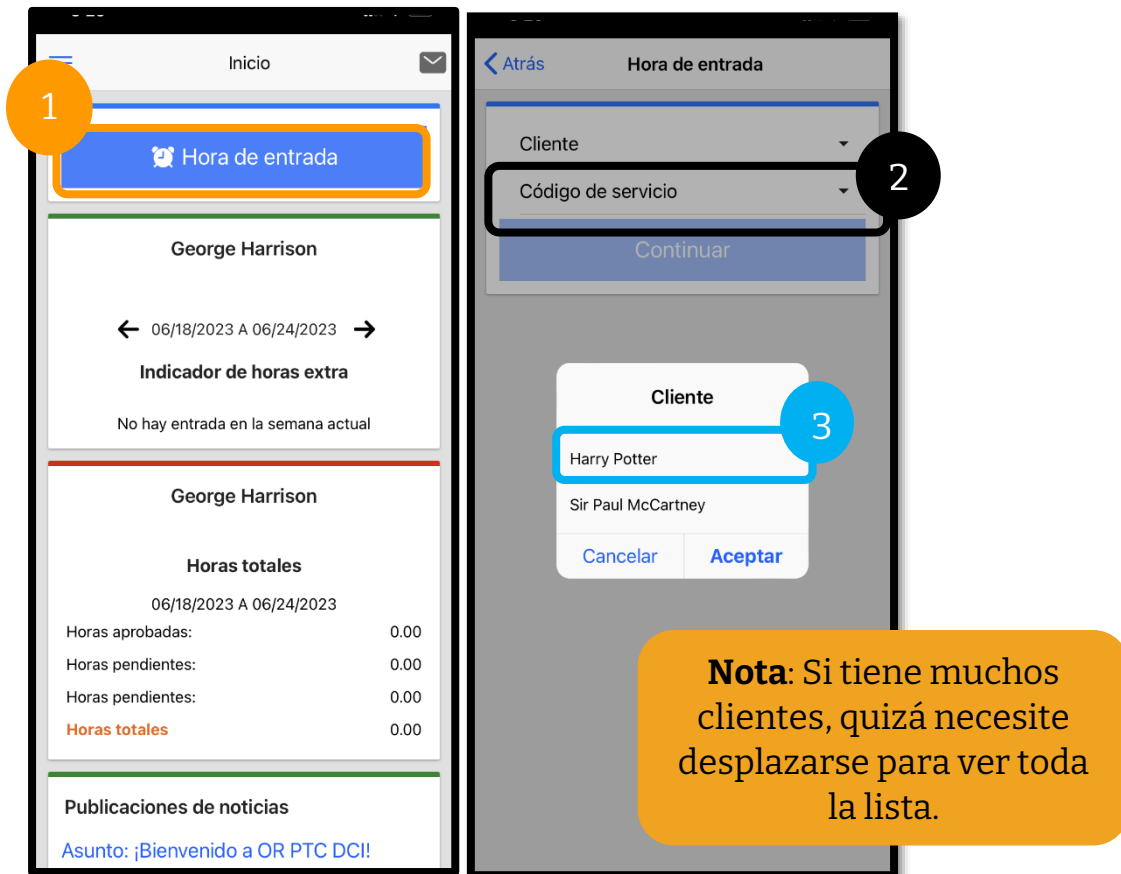 Inicio
1
Hora de entrada
George Harrison
06/18/2023 A 06/24/2023
Indicador de horas extra
No hay entrada en la semana actual
George Harrison
Horas totales
06/18/2023 A 06/24/2023
Horas aprobadas: 0.00
Horas pendientes: 0.00
Horas pendientes: 0.00
Horas totales 0.00
Publicaciones de noticias
Asunto: ¡Bienvenido a OR PTC DCI!
Atrás Hora de entrada
Cliente
2
Código de servicio
Continuar
Cliente
3
Harry Potter
Sir Paul McCartney
Cancelar Aceptar
Nota: Si tiene muchos
clientes, quizá necesite
desplazarse para ver toda
la lista.